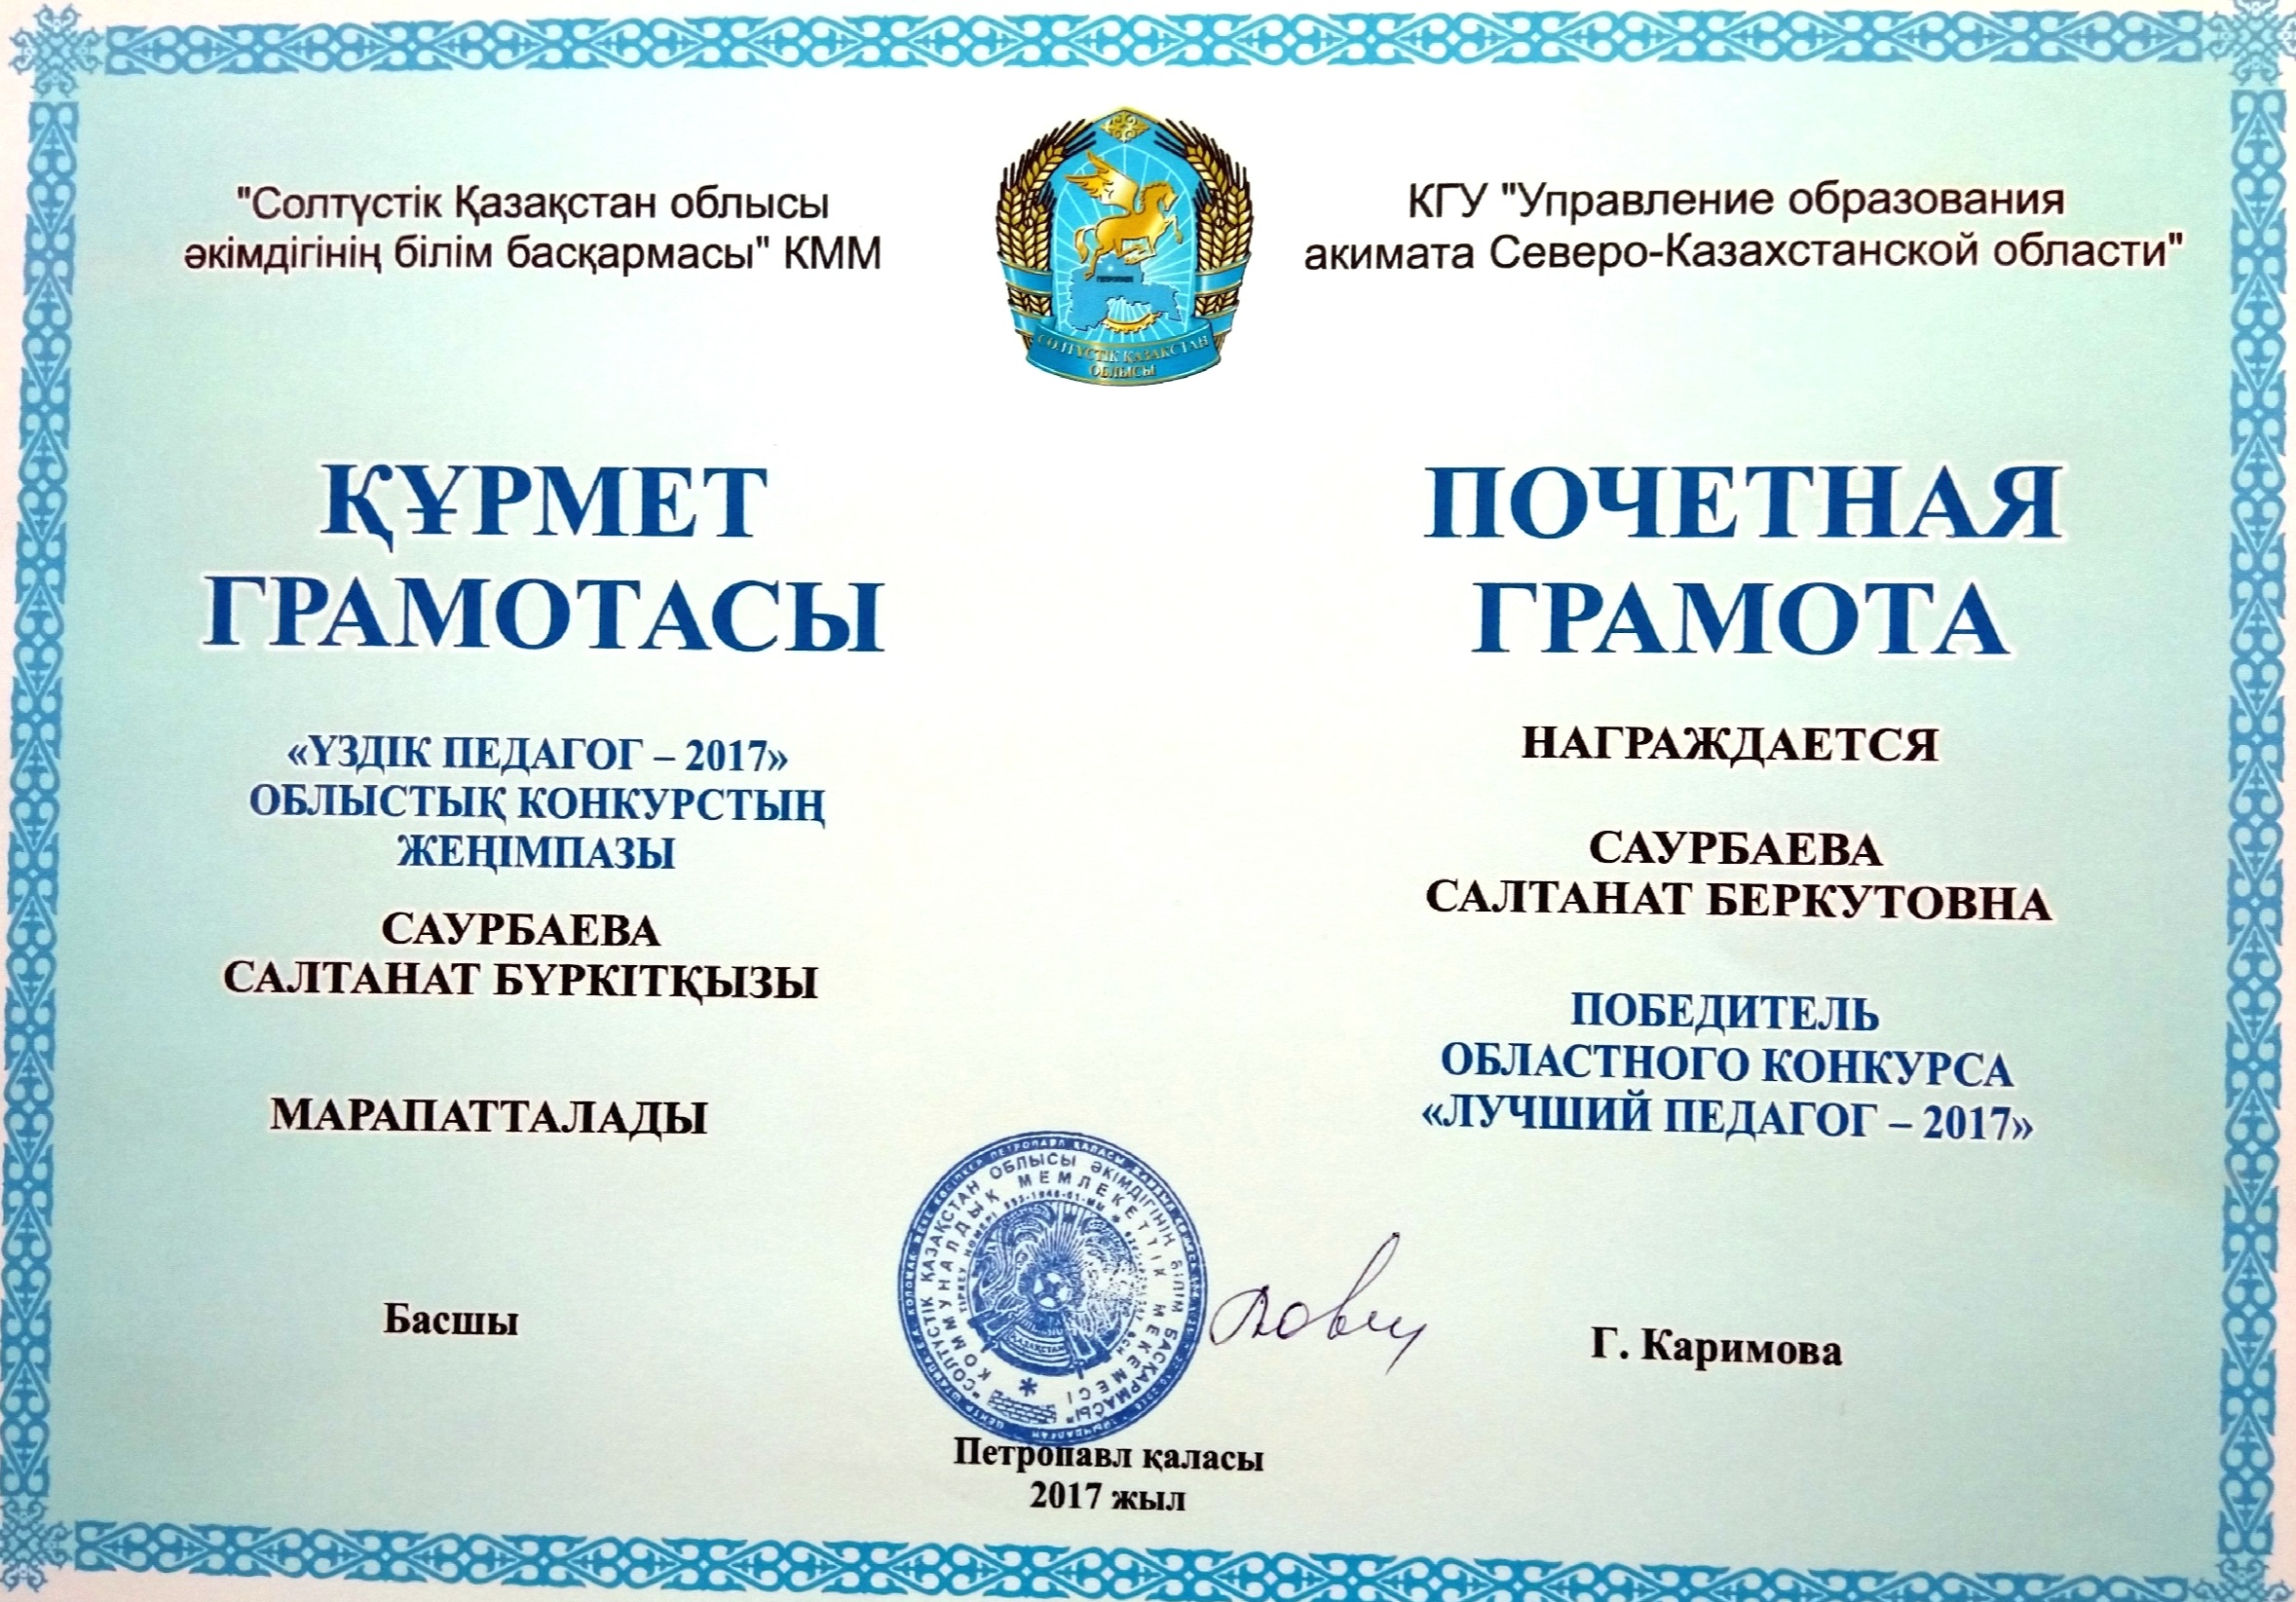 "Солтүстік Қазақстан облысы
әкімдігінің білім басқармасы" КММ
КГУ "Управление образования
акимата Северо-Казахстанской области"
СОЛТҮСТІК ҚАЗАҚСТАН
ОБЛЫСЫ
ҚҰРМЕТ
ГРАМОТАСЫ
«ҮЗДІК ПЕДАГОГ – 2017»
ОБЛЫСТЫҚ КОНКУРСТЫҢ
ЖЕҢІМПАЗЫ
САУРБАЕВА
САЛТАНАТ БҮРКІТҚЫЗЫ
МАРАПАТТАЛАДЫ
ПОЧЕТНАЯ
ГРАМОТА
НАГРАЖДАЕТСЯ
САУРБАЕВА
САЛТАНАТ БЕРКУТОВНА
ПОБЕДИТЕЛЬ
ОБЛАСТНОГО КОНКУРСА
«ЛУЧШИЙ ПЕДАГОГ – 2017»
"СОЛТҮСТІК ҚАЗАҚСТАН ОБЛЫСЫ ӘКІМДІГІНІҢ БІЛІМ БАСҚАРМАСЫ"
КОММУНАЛДЫҚ МЕМЛЕКЕТТІК МЕКЕМЕСІ
ҚАЗАҚСТАН
Басшы
Г. Каримова
Петропавл қаласы
2017 жыл